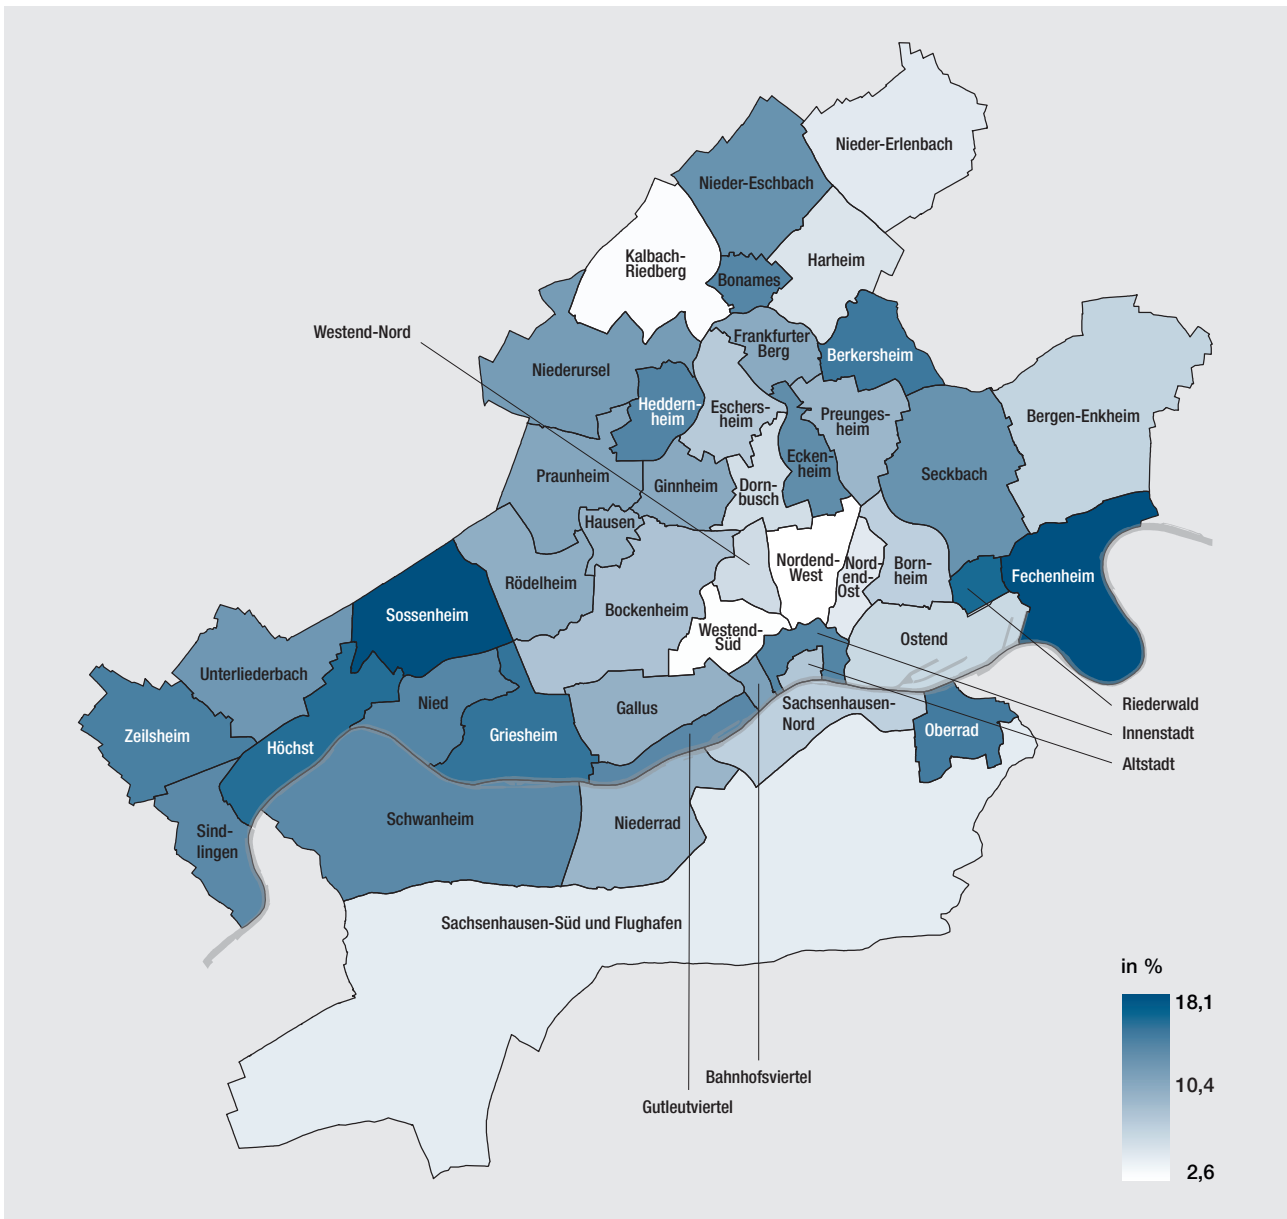 Nieder-Erlenbach
Nieder-Eschbach
Kalbach-
Riedberg
Harheim
Bonames
Westend-Nord
Frankfurter
Berg
Berkersheim
Niederursel
Heddern-
heim
Eschers-
heim
Preunges-
heim
Bergen-Enkheim
Praunheim
Ginnheim
Dorn-
busch
Ecken-
heim
Seckbach
Hausen
Rödelheim
Nordend-
West
Nord-
end-
Ost
Born-
heim
Fechenheim
Sossenheim
Bockenheim
Westend-
Süd
Ostend
Unterliederbach
Nied
Gallus
Sachsenhausen-
Nord
Riederwald
Zeilsheim
Höchst
Griesheim
Oberrad
Innenstadt
Altstadt
Sind-
lingen
Schwanheim
Niederrad
Sachsenhausen-Süd und Flughafen
in %
18,1
10,4
2,6
Bahnhofsviertel
Gutleutviertel